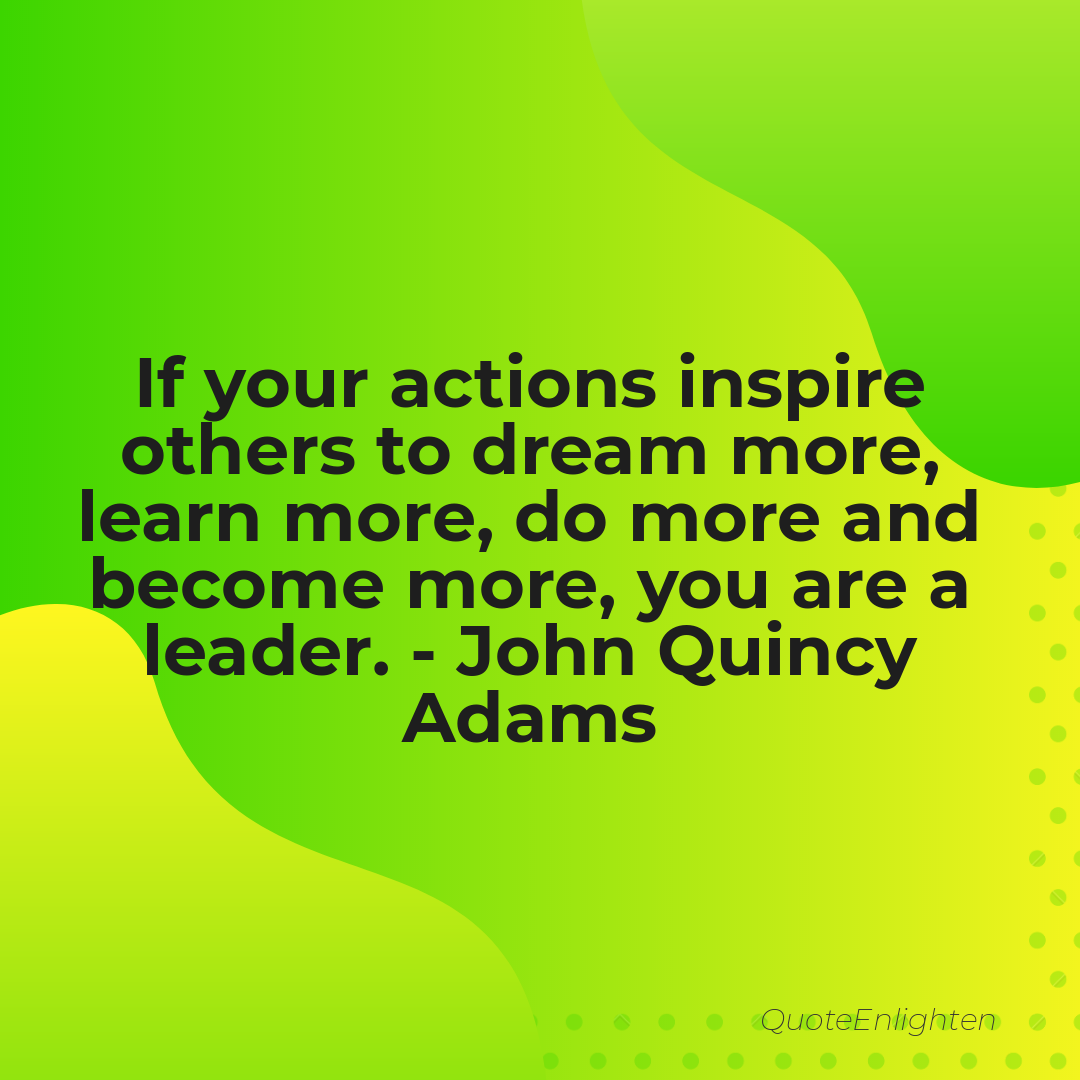 If your actions inspire
others to dream more,
learn more, do more and
become more, you are a
leader. - John Quincy
Adams
QuoteEnlighten